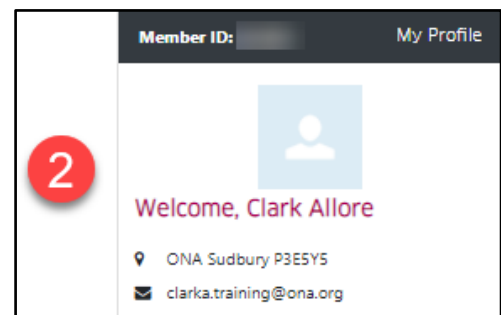 Member ID:
My Profile
2
Welcome, Clark Allore
ONA Sudbury P3E5Y5
clarka.training@ona.org